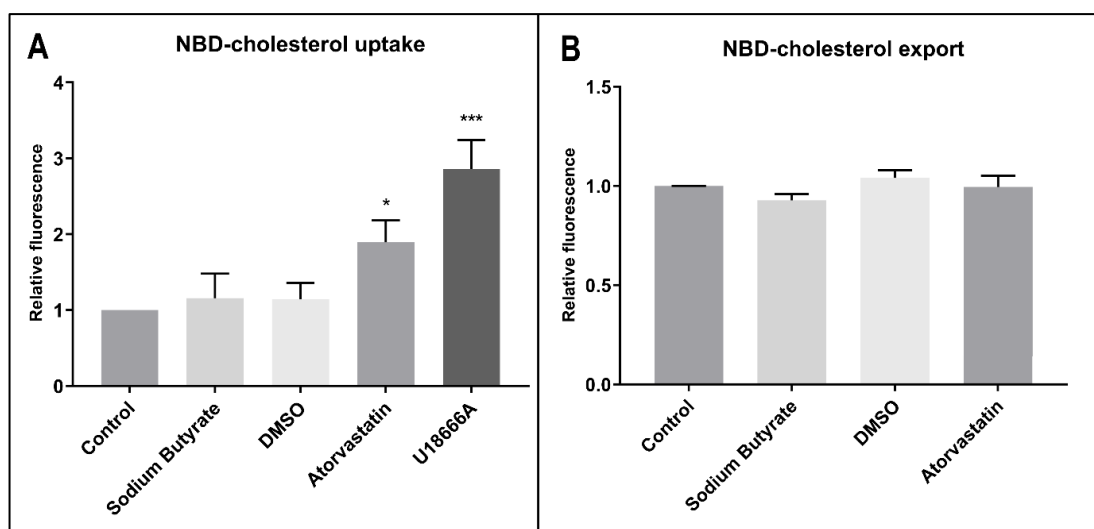 A
NBD-cholesterol uptake
Relative fluorescence
4
3
2
1
0
*
***
Control
Sodium Butyrate
DMSO
Atorvastatin
U18666A
B
NBD-cholesterol export
Relative fluorescence
1.5
1.0
0.5
0.0
Control
Sodium Butyrate
DMSO
Atorvastatin